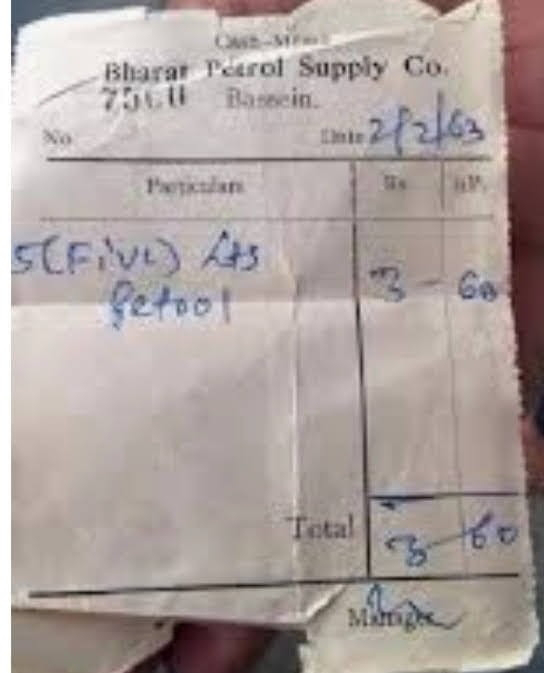 Cash-Memo
Bharat Petrol Supply Co.
Bassein.
No Date 2/2/63
Particulars Rs. nP.
5(Five) Lts 3 - 60
Petrol
Total 3 - 60
Manager